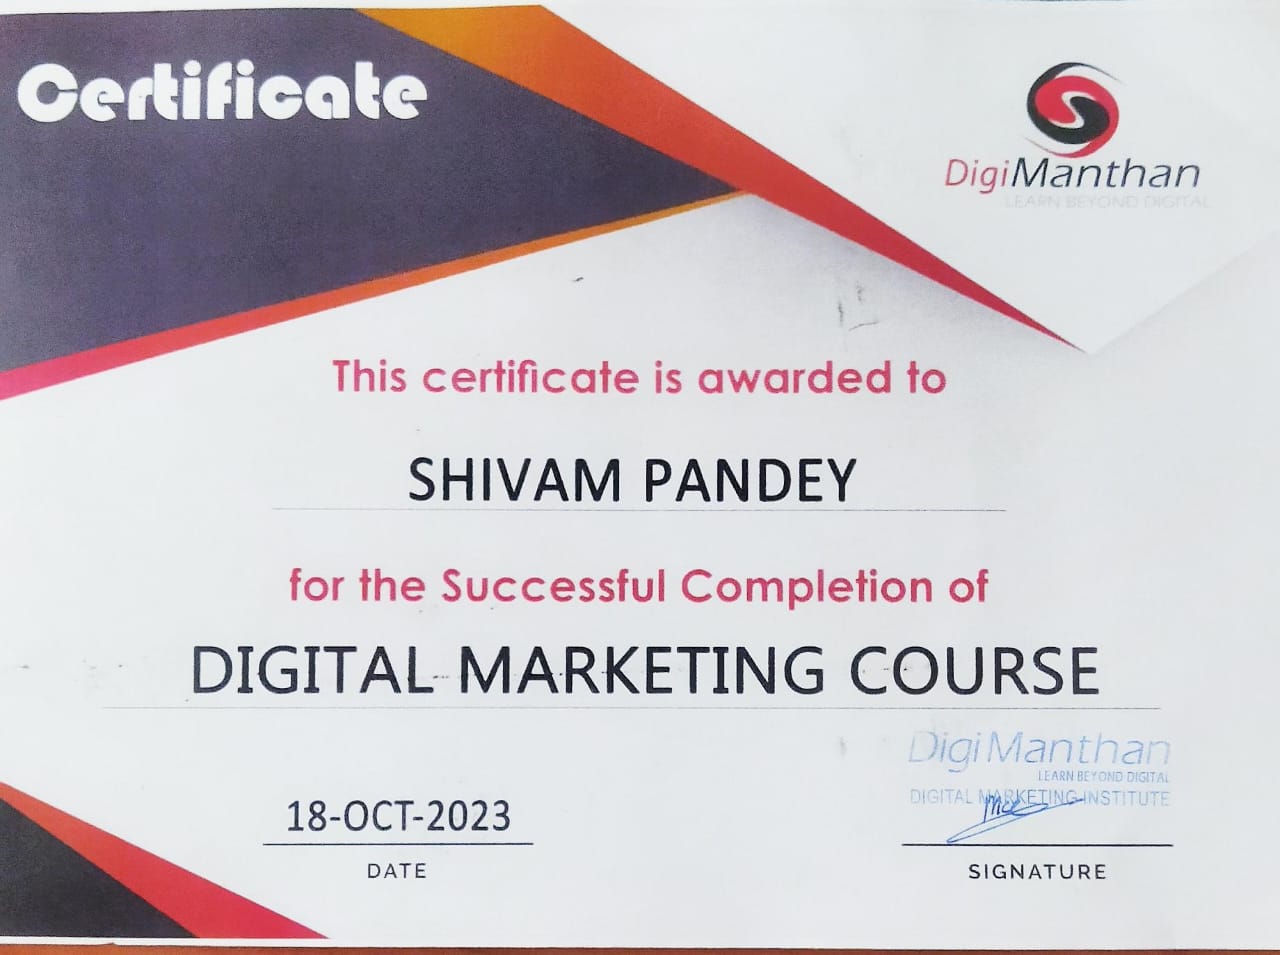 Certificate
DigiManthan
LEARN BEYOND DIGITAL
This certificate is awarded to
SHIVAM PANDEY
for the Successful Completion of
DIGITAL MARKETING COURSE
DigiManthan
LEARN BEYOND DIGITAL
DIGITAL MARKETING INSTITUTE
18-OCT-2023
DATE
SIGNATURE